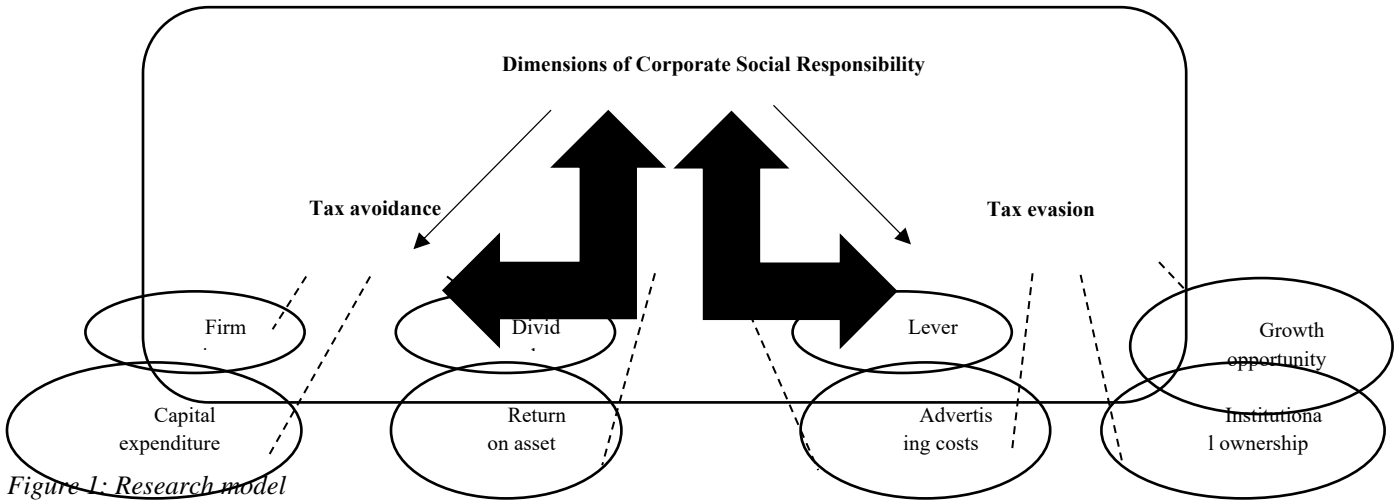 Dimensions of Corporate Social Responsibility
Tax avoidance
Tax evasion
Firm
Divid
Lever
Growth
opportunity
Capital
expenditure
Return
on asset
Advertis
ing costs
Institutiona
l ownership
Figure 1: Research model